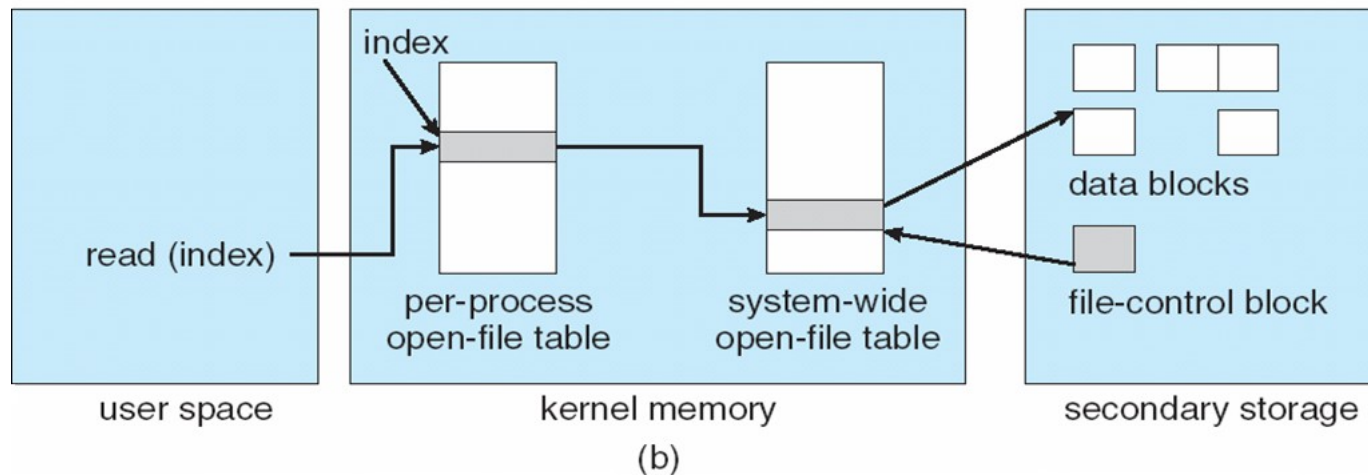 index
read (index)
per-process
open-file table
system-wide
open-file table
data blocks
file-control block
user space
kernel memory
secondary storage
(b)